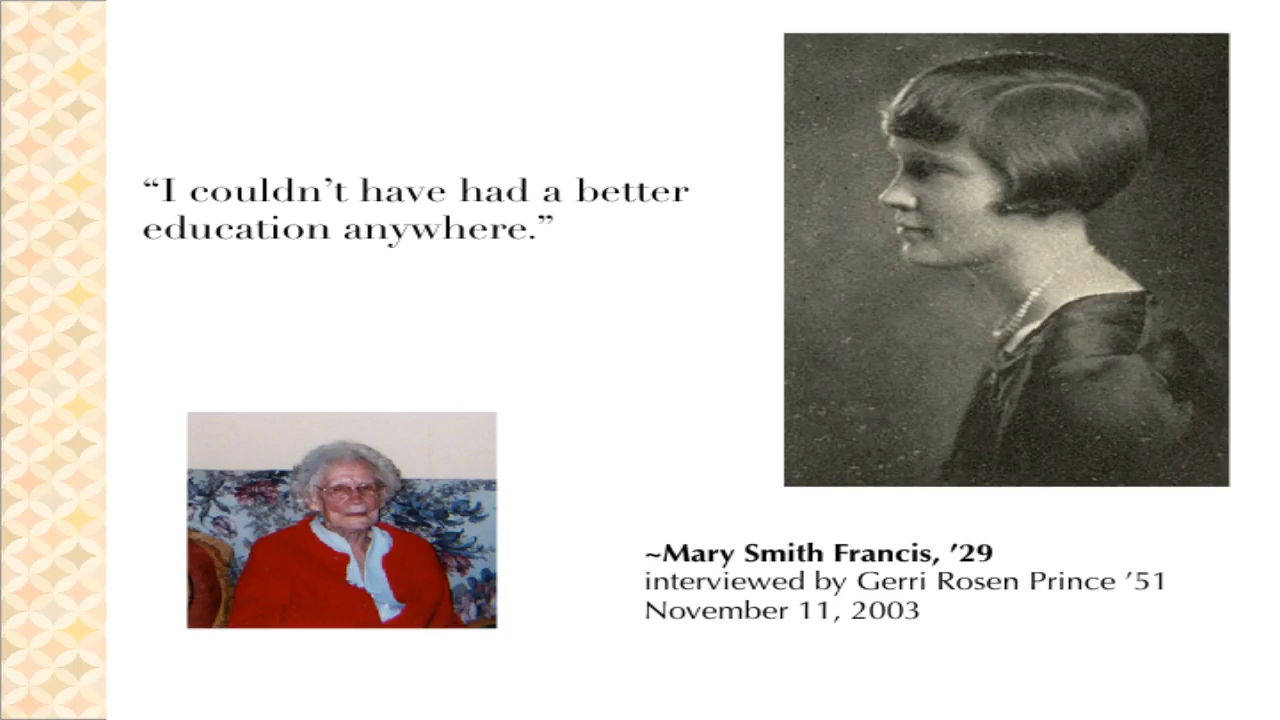 “I couldn’t have had a better
education anywhere.”
~Mary Smith Francis, ’29
interviewed by Gerri Rosen Prince ’51
November 11, 2003